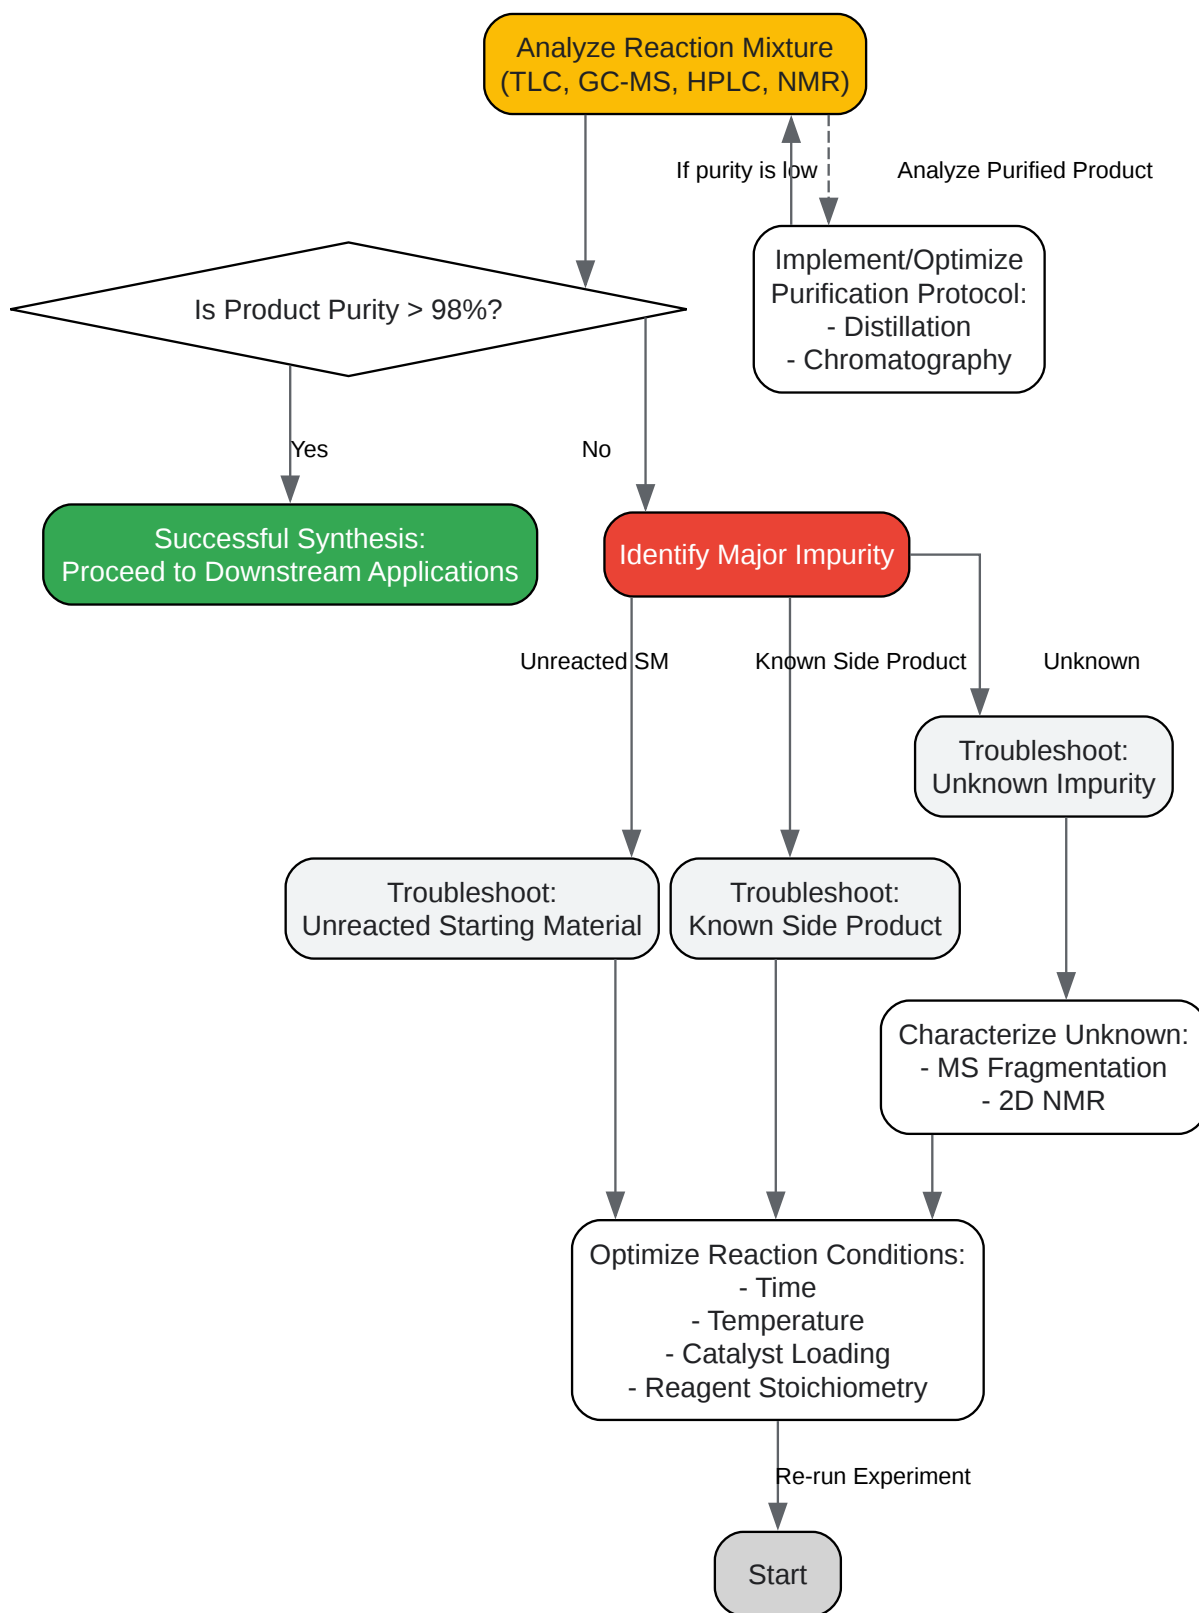 Analyze Reaction Mixture
(TLC, GC-MS, HPLC, NMR)
If purity is low
Analyze Purified Product
Implement/Optimize
Purification Protocol:
- Distillation
- Chromatography
Is Product Purity > 98%?
Yes
No
Successful Synthesis:
Proceed to Downstream Applications
Identify Major Impurity
Unreacted SM
Known Side Product
Unknown
Troubleshoot:
Unknown Impurity
Troubleshoot:
Unreacted Starting Material
Troubleshoot:
Known Side Product
Characterize Unknown:
- MS Fragmentation
- 2D NMR
Optimize Reaction Conditions:
- Time
- Temperature
- Catalyst Loading
- Reagent Stoichiometry
Re-run Experiment
Start